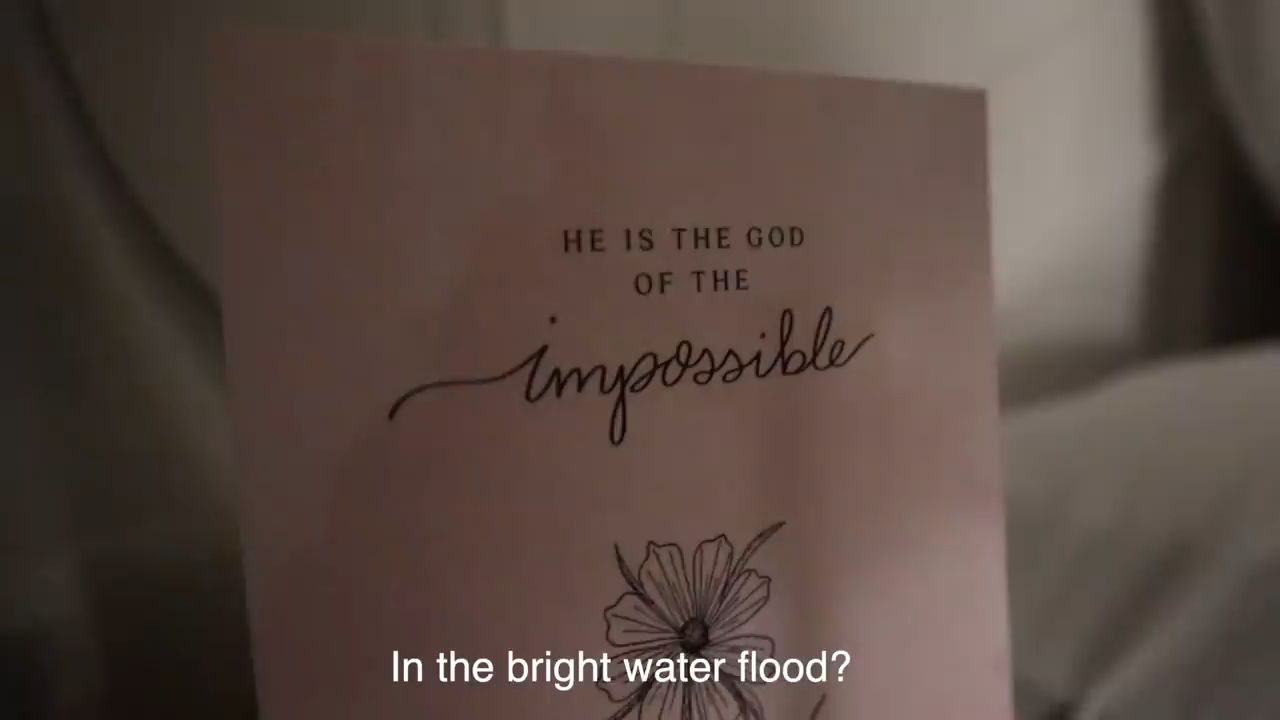 HE IS THE GOD
OF THE
impossible
In the bright water flood?